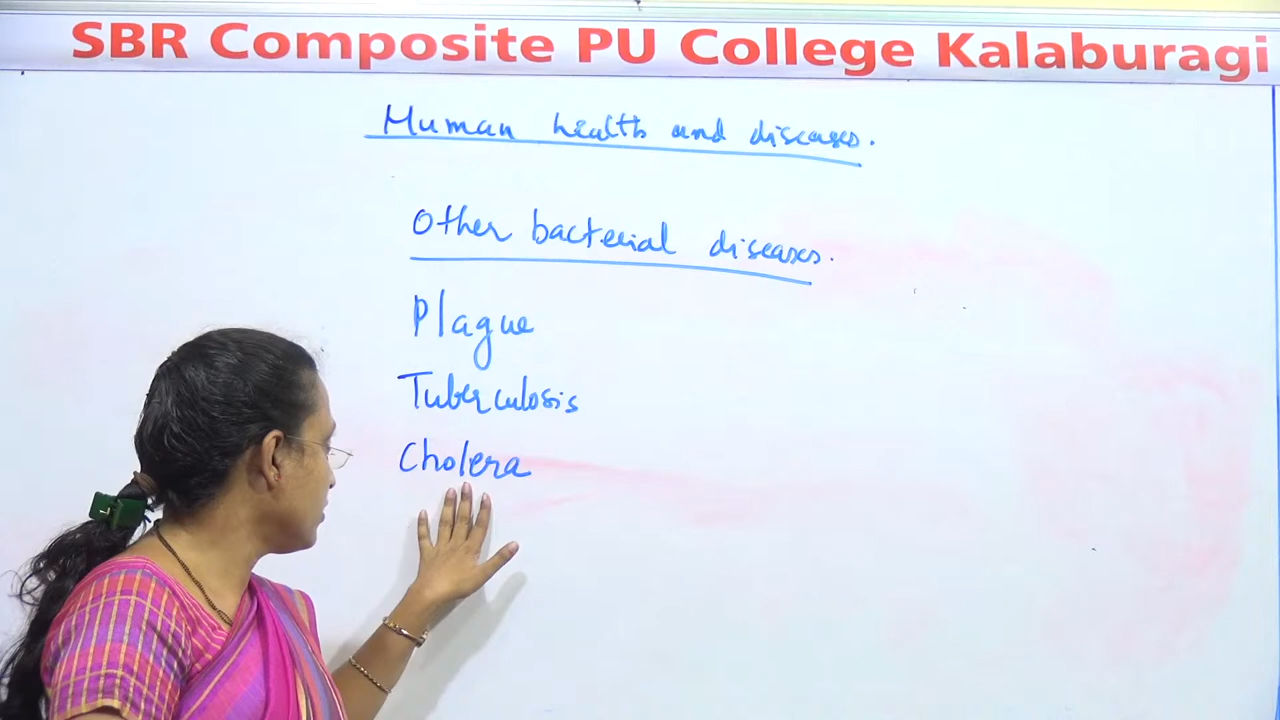 SBR Composite PU College Kalaburagi
Human health and diseases.
Other bacterial diseases.
Plague
Tuberculosis
Cholera